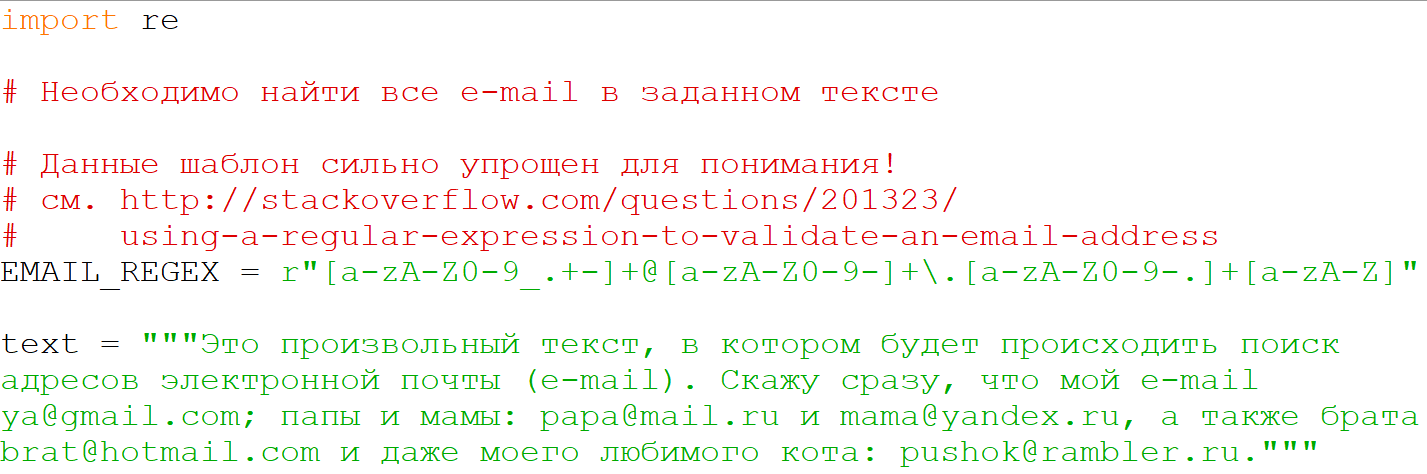 import re
# Необходимо найти все e-mail в заданном тексте
# Данные шаблон сильно упрощен для понимания!
# см. http://stackoverflow.com/questions/201323/
#     using-a-regular-expression-to-validate-an-email-address
EMAIL_REGEX = r"[a-zA-Z0-9_.+-]+@[a-zA-Z0-9-]+\.[a-zA-Z0-9-.]+[a-zA-Z]"
text = """Это произвольный текст, в котором будет происходить поиск
адресов электронной почты (e-mail). Скажу сразу, что мой e-mail
ya@gmail.com; папы и мамы: papa@mail.ru и mama@yandex.ru, а также брата
brat@hotmail.com и даже моего любимого кота: pushok@rambler.ru."""